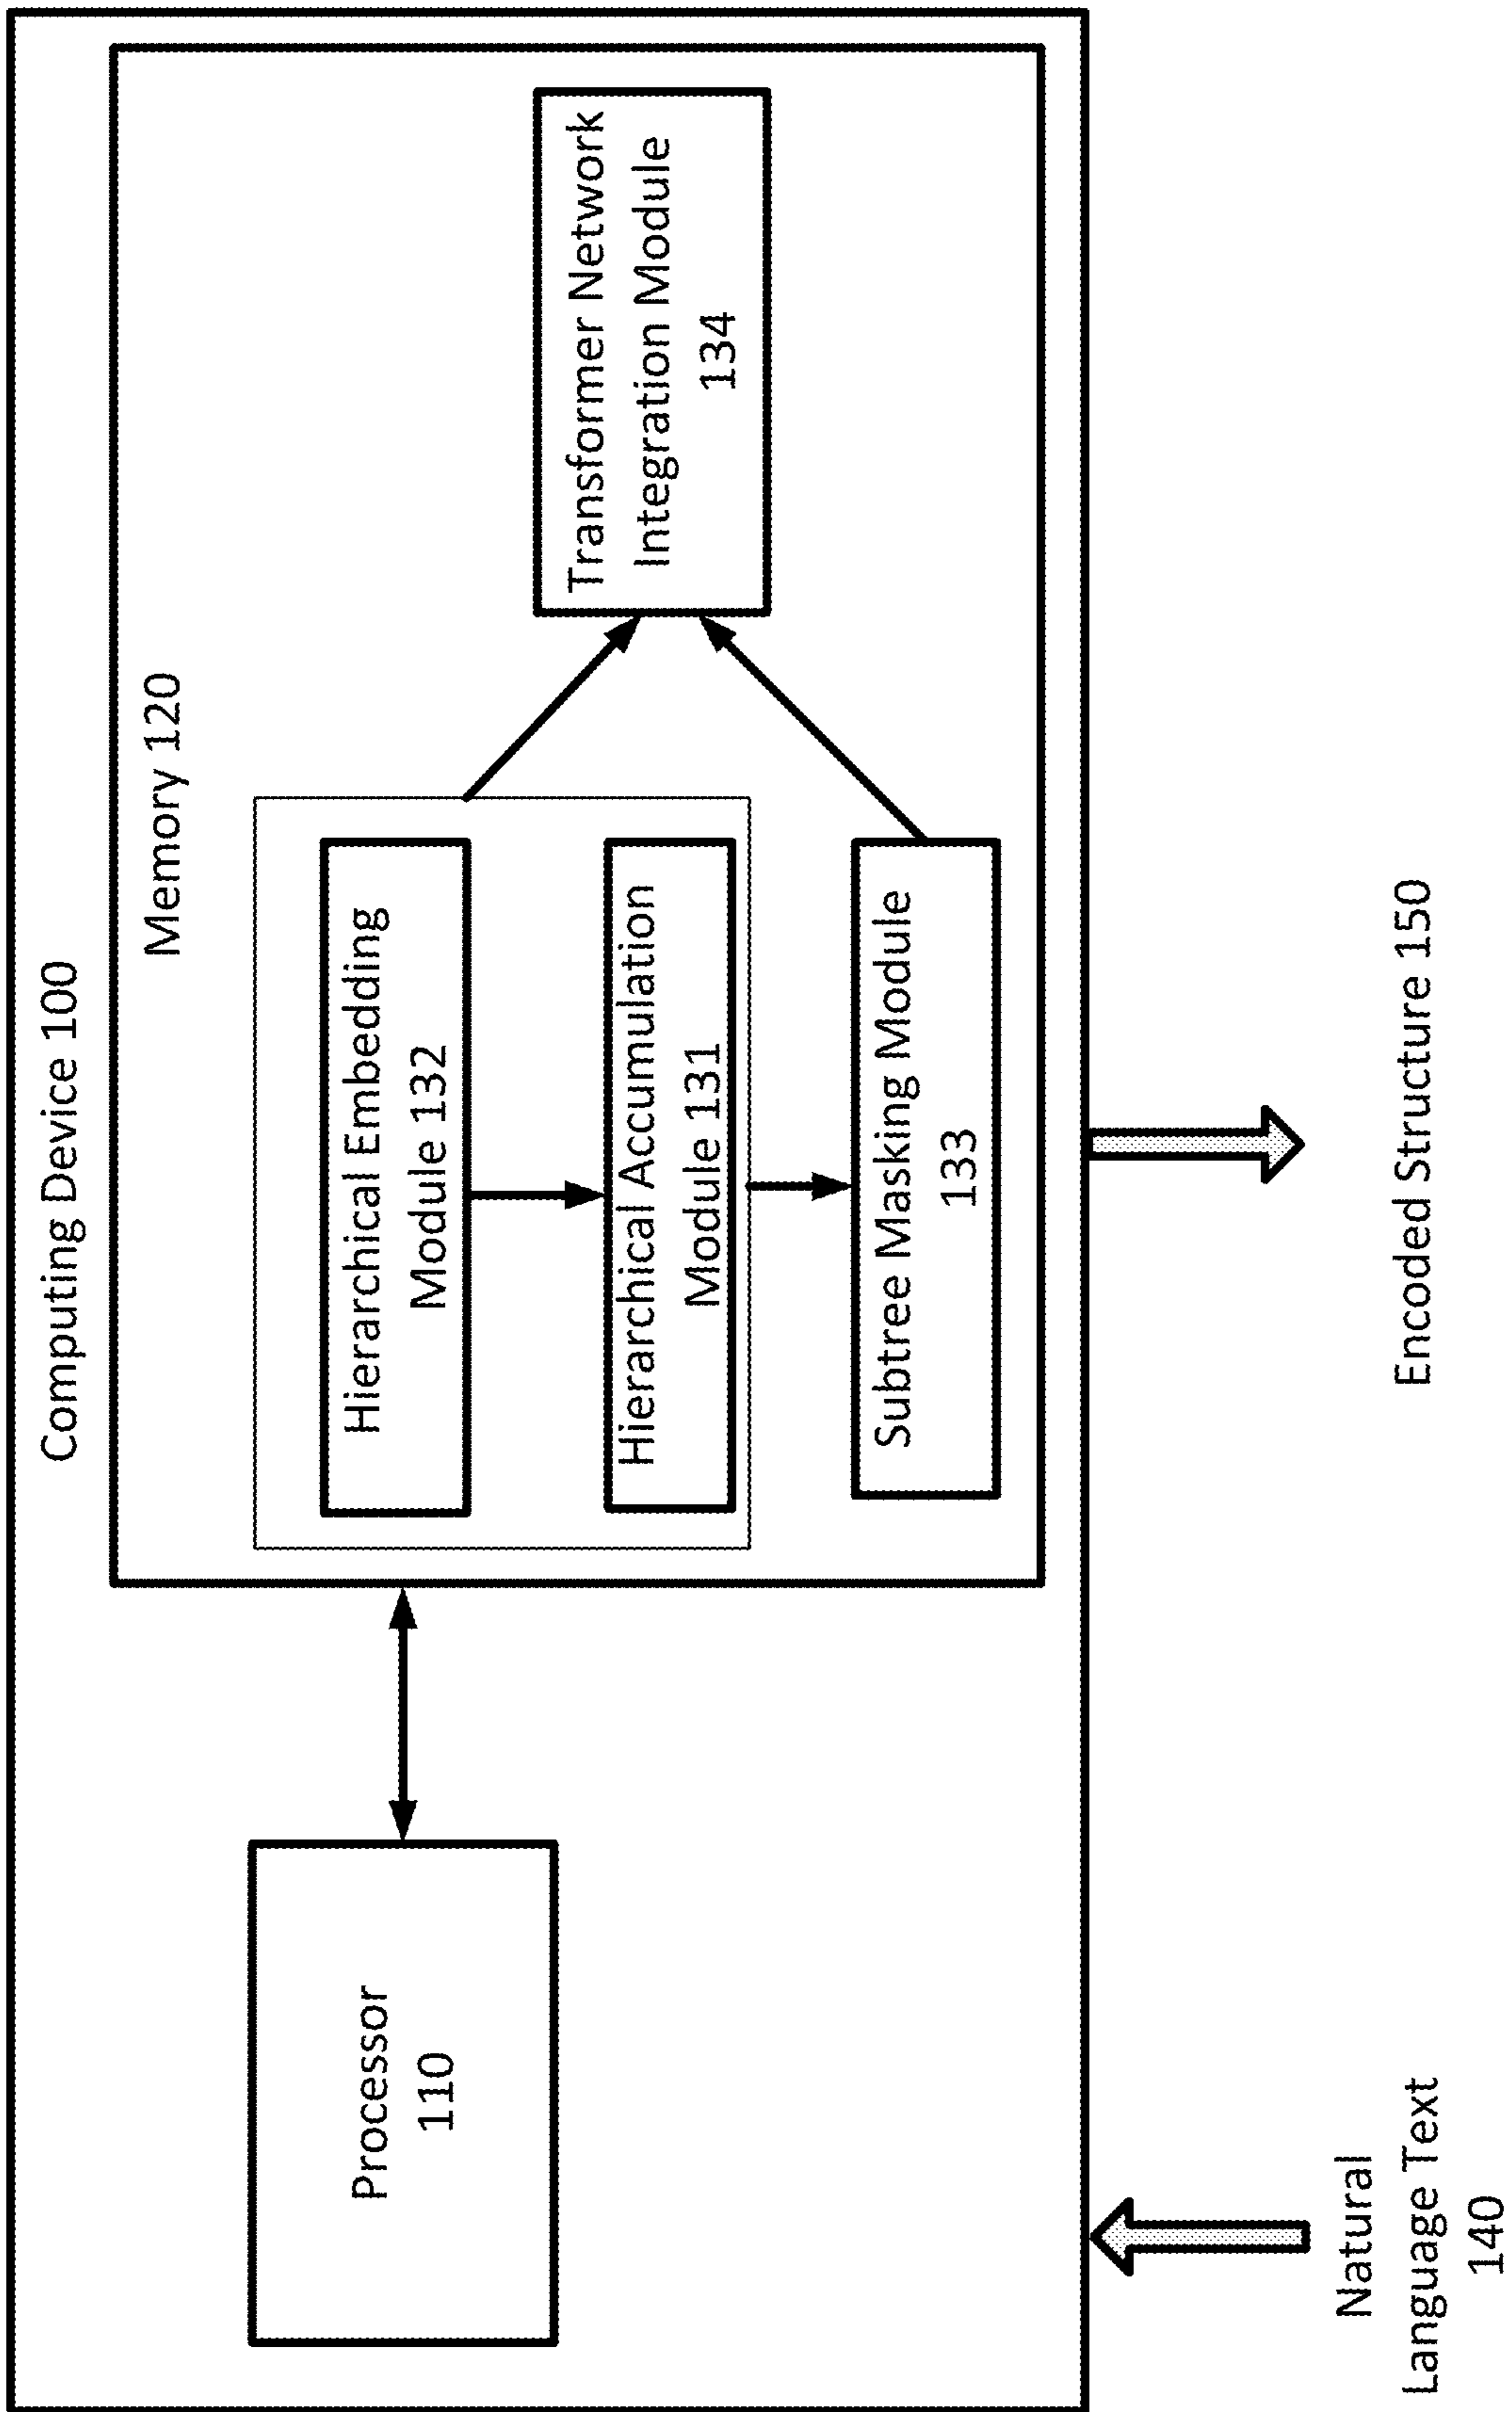 Computing Device 100
Memory 120
Processor
110
Hierarchical Embedding
Module 132
Hierarchical Accumulation
Module 131
Subtree Masking Module
133
Transformer Network
Integration Module
134
Natural
Language Text
140
Encoded Structure 150